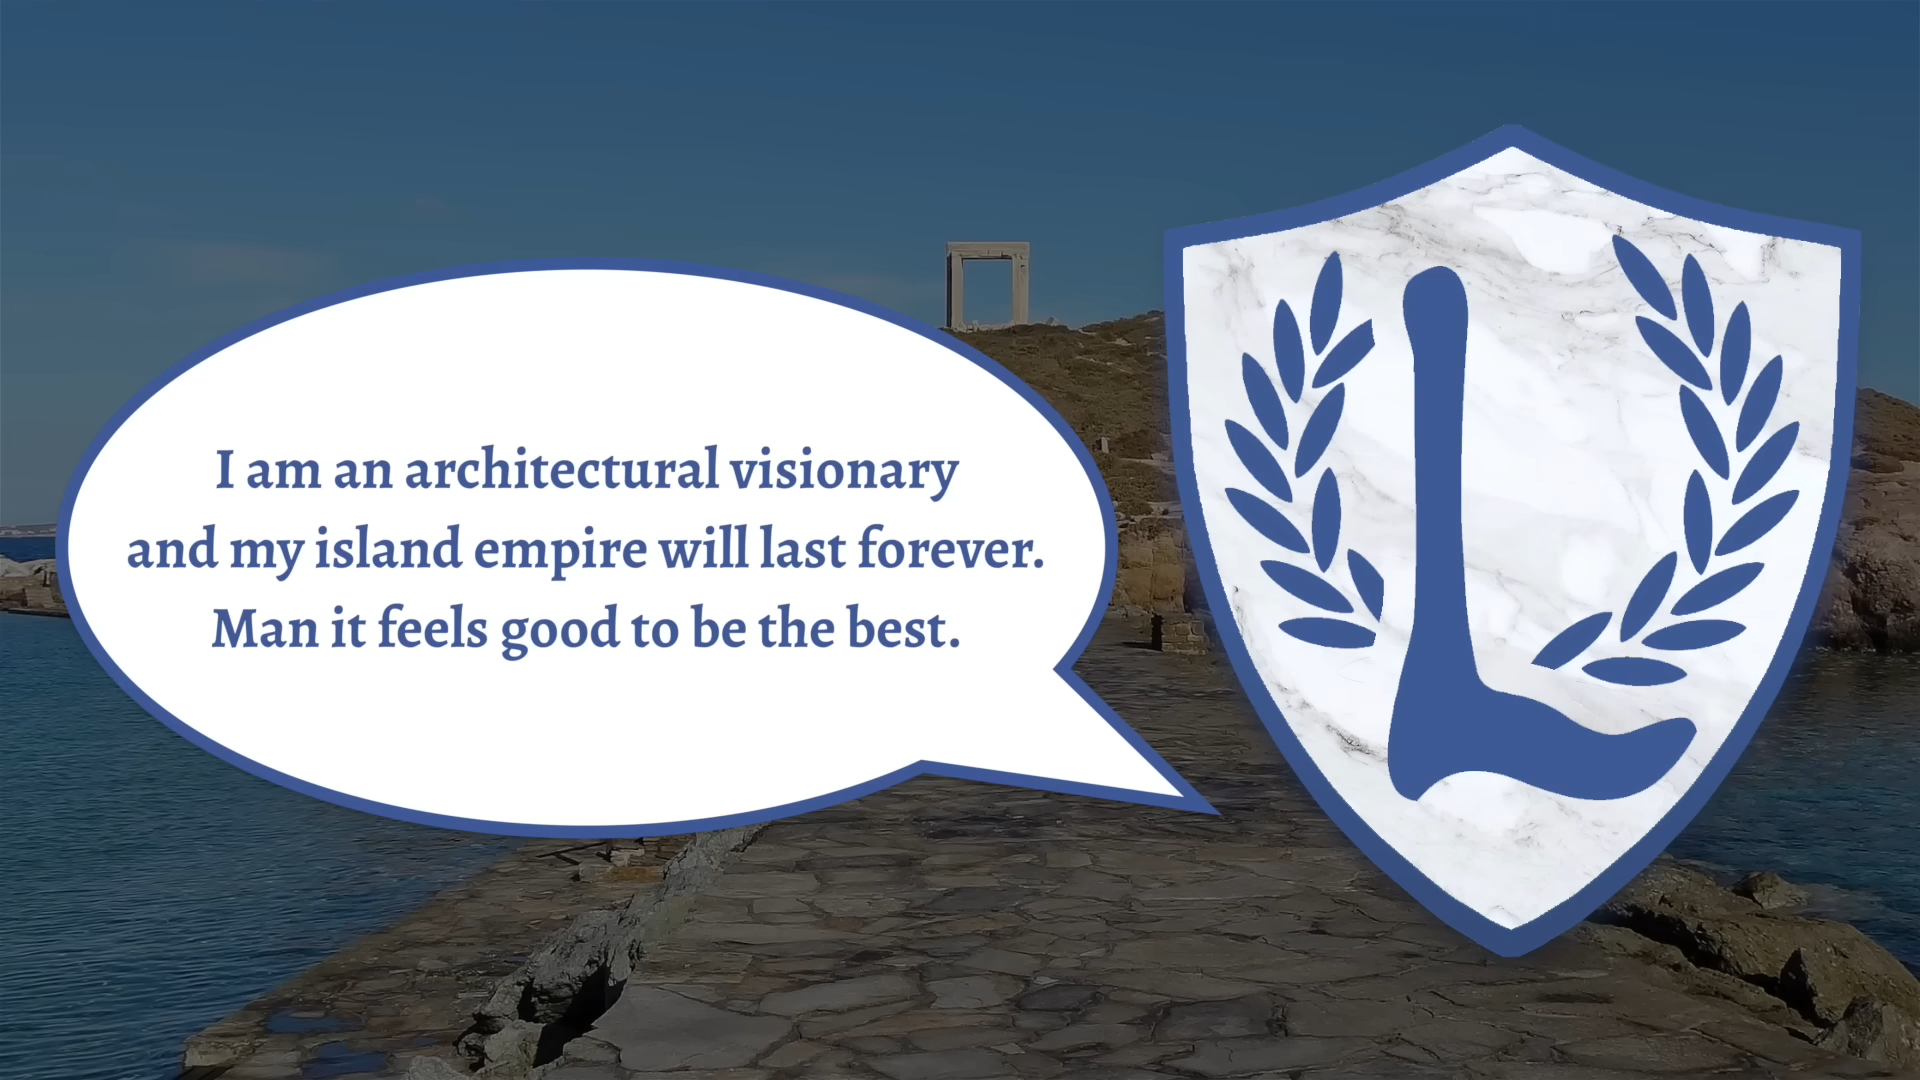 I am an architectural visionary
and my island empire will last forever.
Man it feels good to be the best.
L